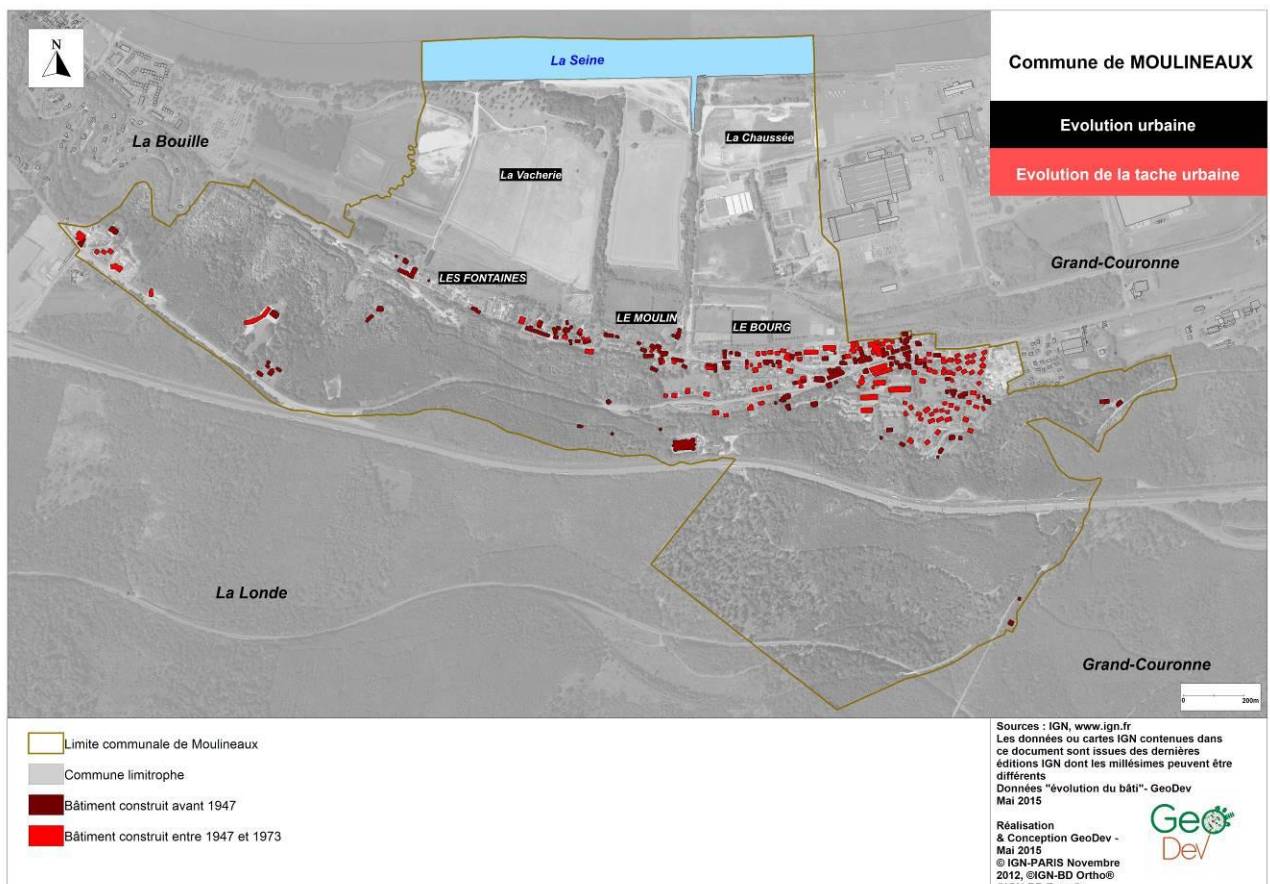 N
La Seine
Commune de MOULINEAUX
Evolution urbaine
Evolution de la tache urbaine
La Bouille
La Chaussée
La Vacherie
Grand-Couronne
LES FONTAINES
LE MOULIN
LE BOURG
La Londe
Grand-Couronne
0 200m
Limite communale de Moulineaux
Commune limitrophe
Bâtiment construit avant 1947
Bâtiment construit entre 1947 et 1973
Sources : IGN, www.ign.fr
Les données ou cartes IGN contenues dans
ce document sont issues des dernières
éditions IGN dont les millésimes peuvent être
différents
Données "évolution du bâti"- GeoDev
Mai 2015
Réalisation
& Conception GeoDev -
Mai 2015
© IGN-PARIS Novembre
2012, ©IGN-BD Ortho®
Geo
Dev